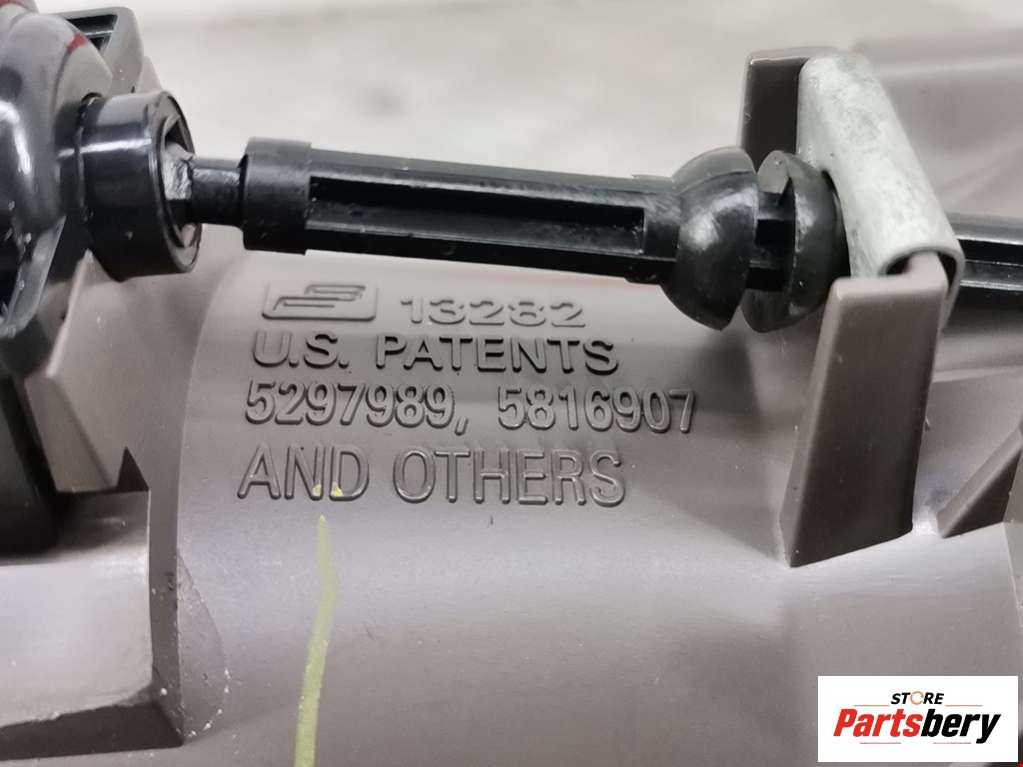 13282
U.S. PATENTS
5297989, 5816907
AND OTHERS
STORE
Partsbery